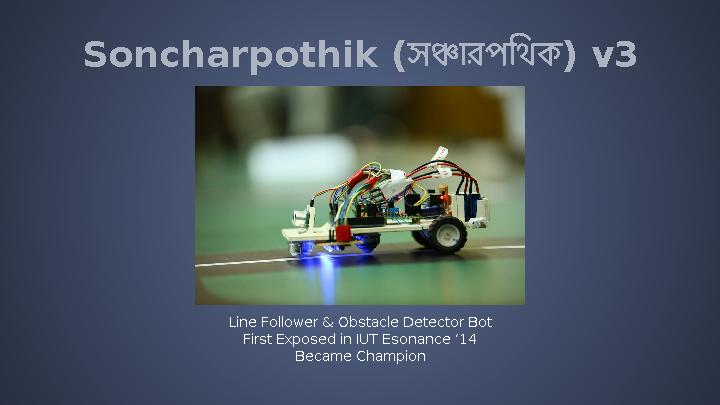 Soncharpothik (সঞ্চারপথিক) v3
Line Follower & Obstacle Detector Bot
First Exposed in IUT Esonance ‘14
Became Champion